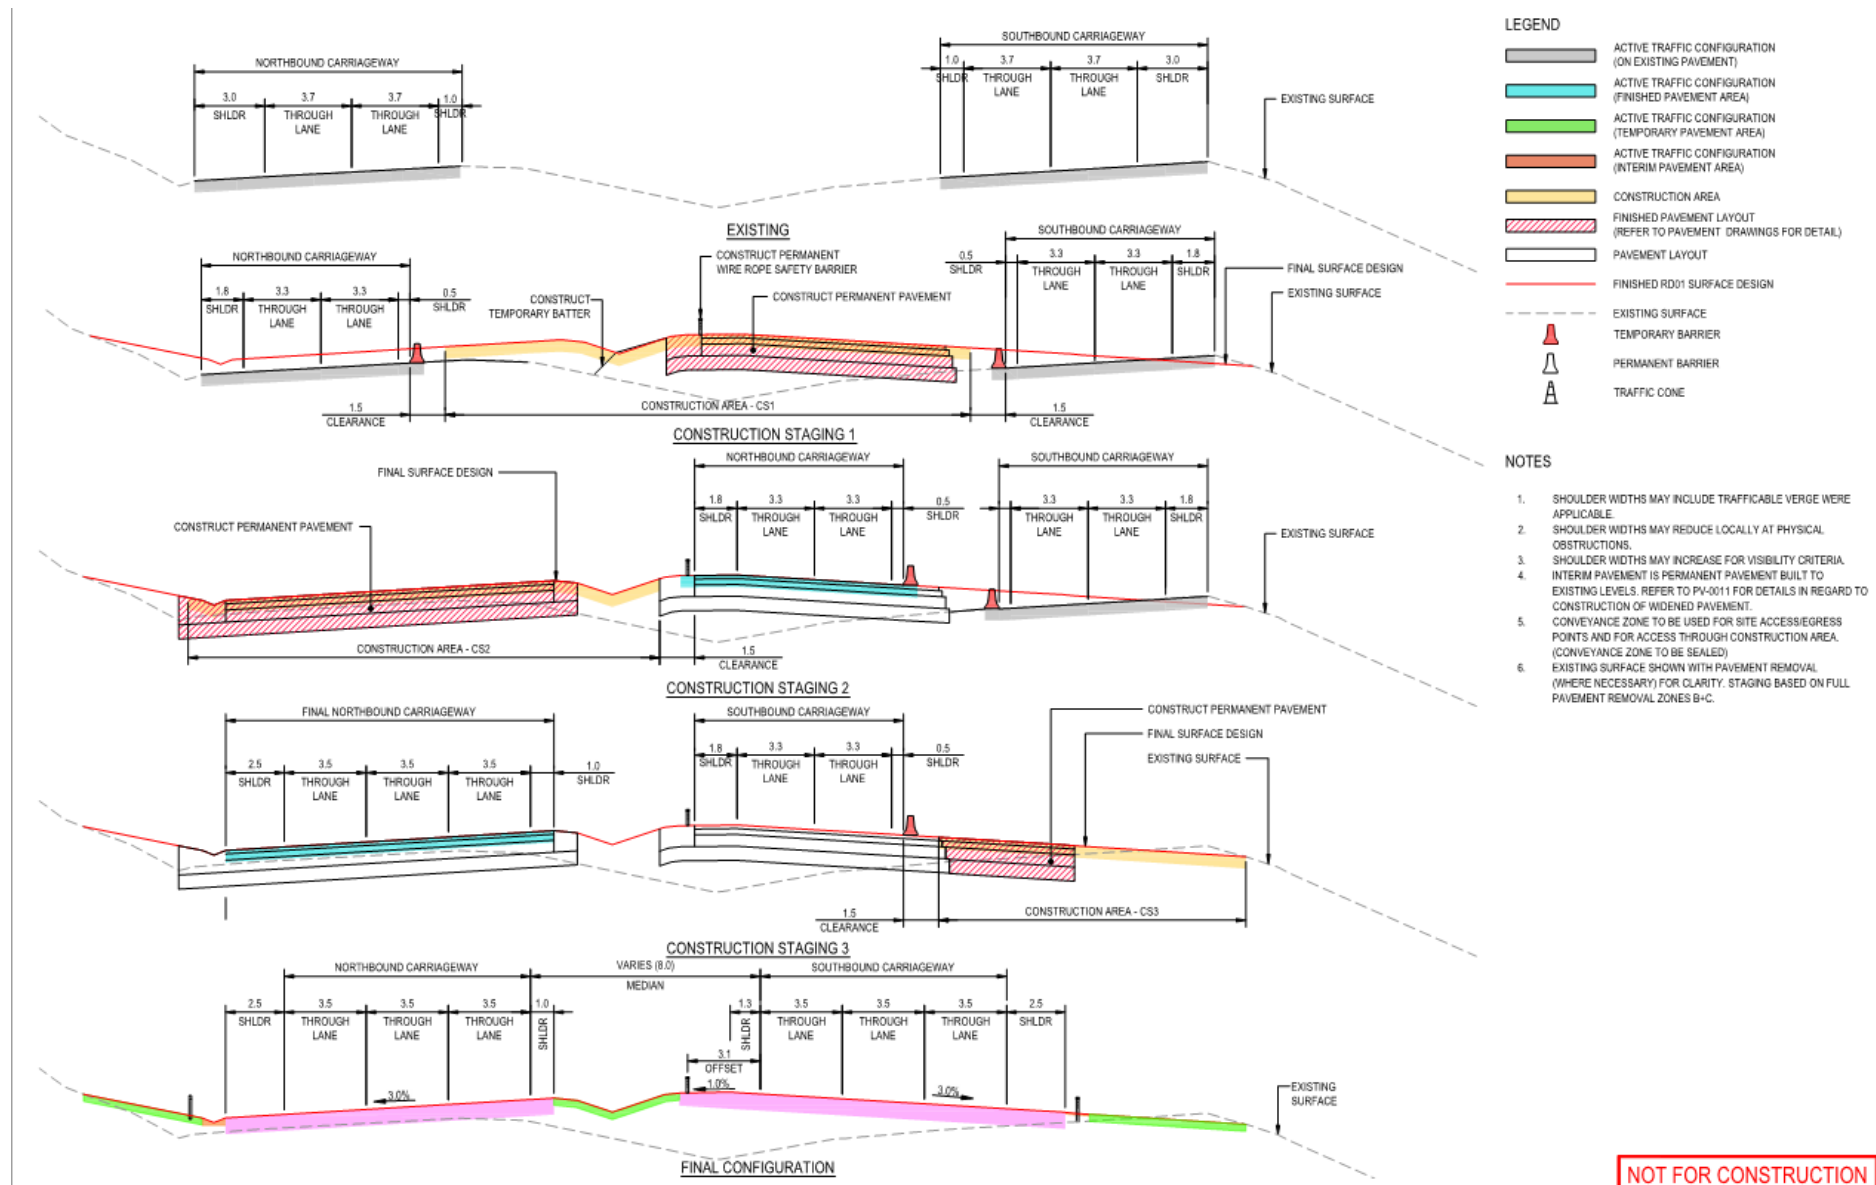 NORTHBOUND CARRIAGEWAY
3.0 3.7 3.7 1.0
SHLDR THROUGH LANE THROUGH LANE SHLDR
SOUTHBOUND CARRIAGEWAY
1.0 3.7 3.7 3.0
SHLDR THROUGH LANE THROUGH LANE SHLDR
EXISTING SURFACE
EXISTING
NORTHBOUND CARRIAGEWAY
1.8 3.3 3.3 0.5
SHLDR THROUGH LANE THROUGH LANE SHLDR
CONSTRUCT
TEMPORARY BATTER
CONSTRUCT PERMANENT
WIRE ROPE SAFETY BARRIER
CONSTRUCT PERMANENT PAVEMENT
SOUTHBOUND CARRIAGEWAY
0.5 3.3 3.3 1.8
SHLDR THROUGH LANE THROUGH LANE SHLDR
FINAL SURFACE DESIGN
EXISTING SURFACE
1.5
CLEARANCE
CONSTRUCTION AREA - CS1
1.5
CLEARANCE
CONSTRUCTION STAGING 1
FINAL SURFACE DESIGN
CONSTRUCT PERMANENT PAVEMENT
NORTHBOUND CARRIAGEWAY
1.8 3.3 3.3 0.5
SHLDR THROUGH LANE THROUGH LANE SHLDR
SOUTHBOUND CARRIAGEWAY
3.3 3.3 1.8
THROUGH LANE THROUGH LANE SHLDR
EXISTING SURFACE
CONSTRUCTION AREA - CS2
1.5
CLEARANCE
CONSTRUCTION STAGING 2
FINAL NORTHBOUND CARRIAGEWAY
2.5 3.5 3.5 3.5 1.0
SHLDR THROUGH LANE THROUGH LANE THROUGH LANE SHLDR
SOUTHBOUND CARRIAGEWAY
1.8 3.3 3.3 0.5
SHLDR THROUGH LANE THROUGH LANE SHLDR
CONSTRUCT PERMANENT PAVEMENT
FINAL SURFACE DESIGN
EXISTING SURFACE
1.5
CLEARANCE
CONSTRUCTION AREA - CS3
CONSTRUCTION STAGING 3
NORTHBOUND CARRIAGEWAY
VARIES (8.0)
MEDIAN
SOUTHBOUND CARRIAGEWAY
2.5 3.5 3.5 3.5 1.0
SHLDR THROUGH LANE THROUGH LANE THROUGH LANE SHLDR
1.3 3.5 3.5 3.5 2.5
SHLDR THROUGH LANE THROUGH LANE THROUGH LANE SHLDR
3.1
OFFSET
3.0%
1.0%
3.0%
EXISTING
SURFACE
FINAL CONFIGURATION
LEGEND
ACTIVE TRAFFIC CONFIGURATION
(ON EXISTING PAVEMENT)
ACTIVE TRAFFIC CONFIGURATION
(FINISHED PAVEMENT AREA)
ACTIVE TRAFFIC CONFIGURATION
(TEMPORARY PAVEMENT AREA)
ACTIVE TRAFFIC CONFIGURATION
(INTERIM PAVEMENT AREA)
CONSTRUCTION AREA
FINISHED PAVEMENT LAYOUT
(REFER TO PAVEMENT DRAWINGS FOR DETAIL)
PAVEMENT LAYOUT
FINISHED RD01 SURFACE DESIGN
EXISTING SURFACE
TEMPORARY BARRIER
PERMANENT BARRIER
TRAFFIC CONE
NOTES
1. SHOULDER WIDTHS MAY INCLUDE TRAFFICABLE VERGE WERE
APPLICABLE.
2. SHOULDER WIDTHS MAY REDUCE LOCALLY AT PHYSICAL
OBSTRUCTIONS.
3. SHOULDER WIDTHS MAY INCREASE FOR VISIBILITY CRITERIA.
4. INTERIM PAVEMENT IS PERMANENT PAVEMENT BUILT TO
EXISTING LEVELS. REFER TO PV-0011 FOR DETAILS IN REGARD TO
CONSTRUCTION OF WIDENED PAVEMENT.
5. CONVEYANCE ZONE TO BE USED FOR SITE ACCESS/EGRESS
POINTS AND FOR ACCESS THROUGH CONSTRUCTION AREA.
(CONVEYANCE ZONE TO BE SEALED)
6. EXISTING SURFACE SHOWN WITH PAVEMENT REMOVAL
(WHERE NECESSARY) FOR CLARITY. STAGING BASED ON FULL
PAVEMENT REMOVAL ZONES B+C.
NOT FOR CONSTRUCTION